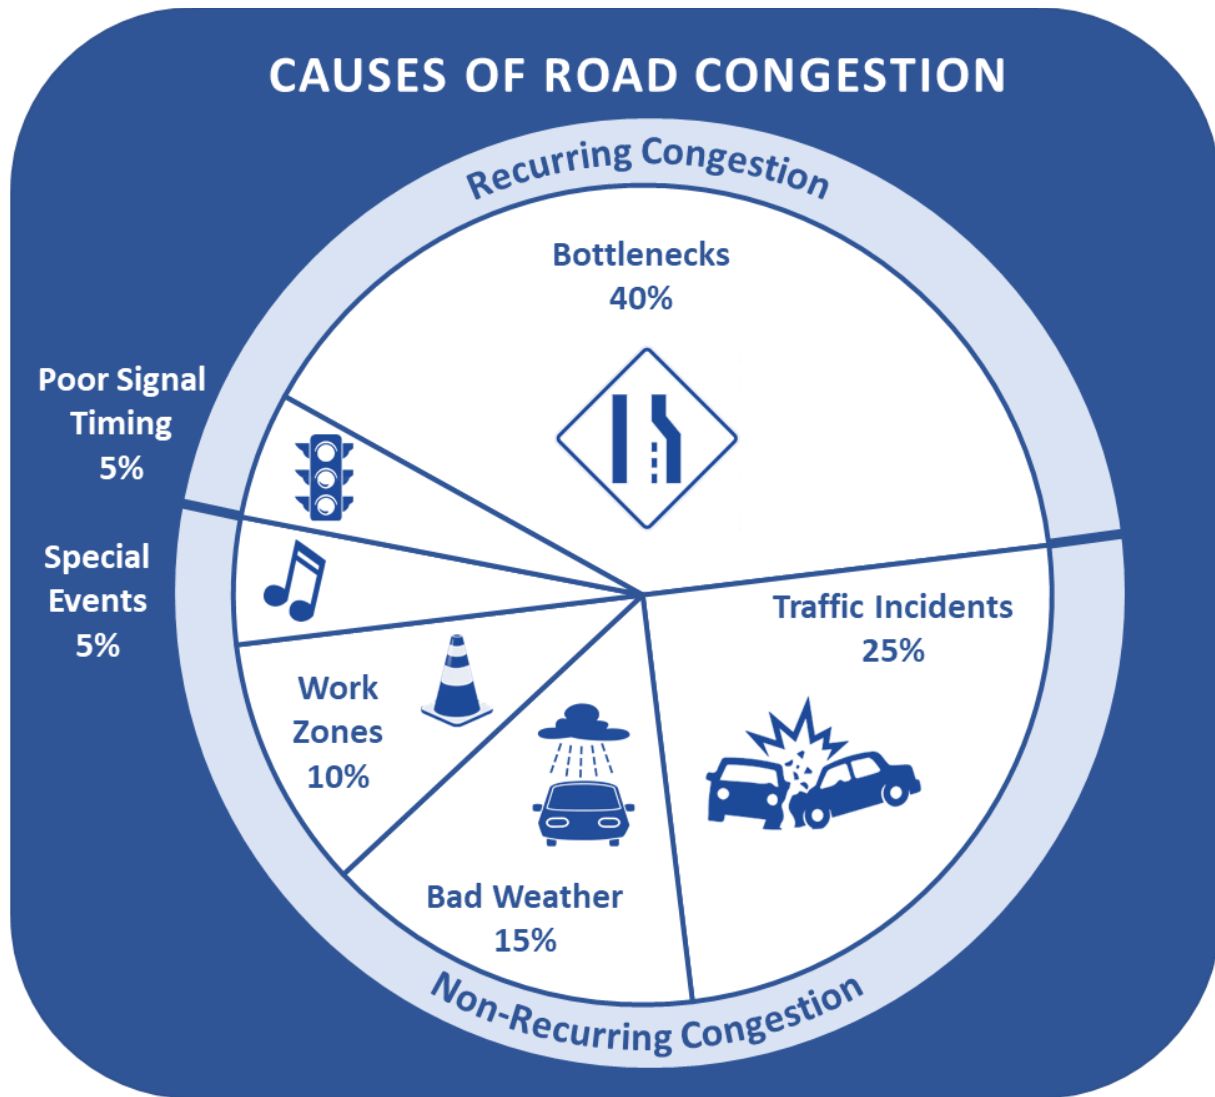 CAUSES OF ROAD CONGESTION
Recurring Congestion
Bottlenecks
40%
Poor Signal
Timing
5%
Special
Events
5%
Traffic Incidents
25%
Work
Zones
10%
Bad Weather
15%
Non-Recurring Congestion